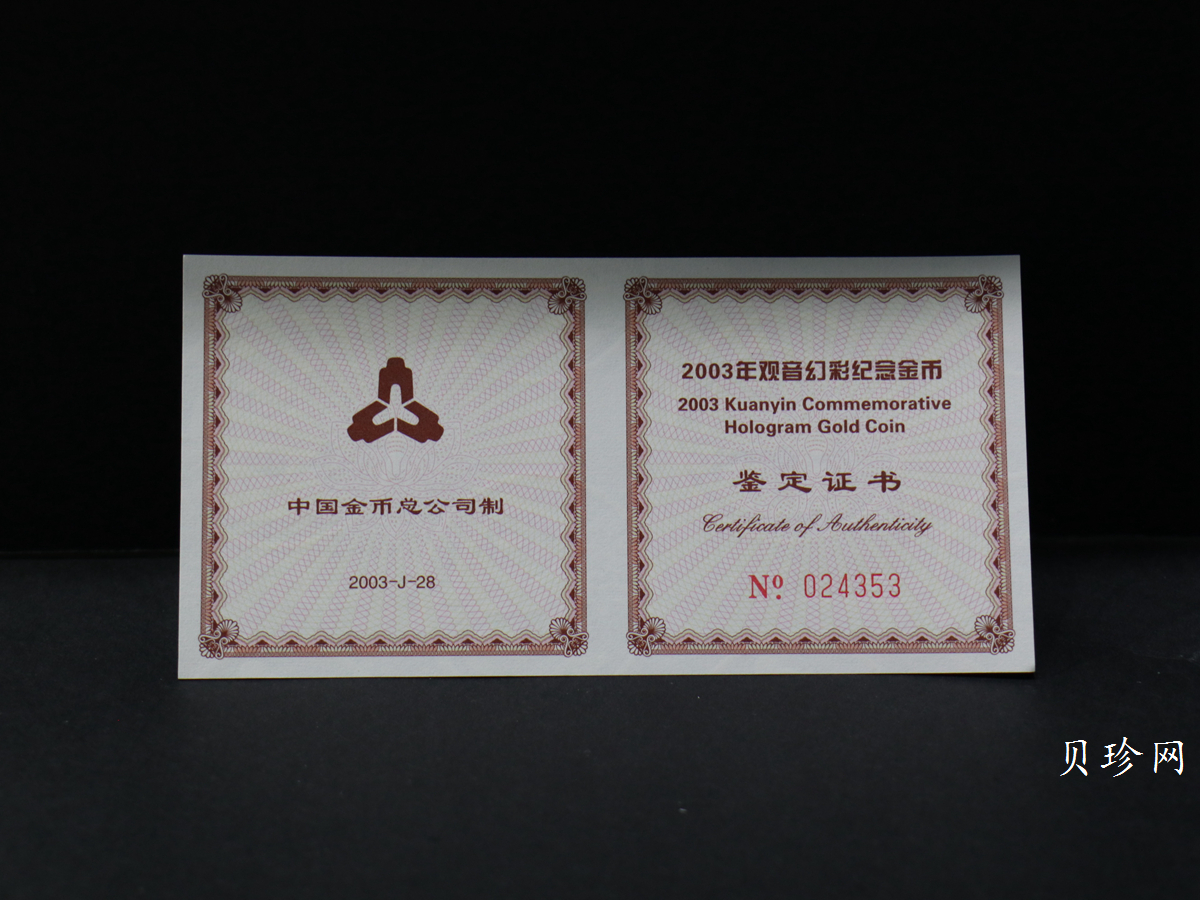 中国金币总公司制
2003-J-28
2003年观音幻彩纪念金币
2003 Kuanyin Commemorative
Hologram Gold Coin
鉴定证书
Certificate of Authenticity
Nº 024353
贝珍网